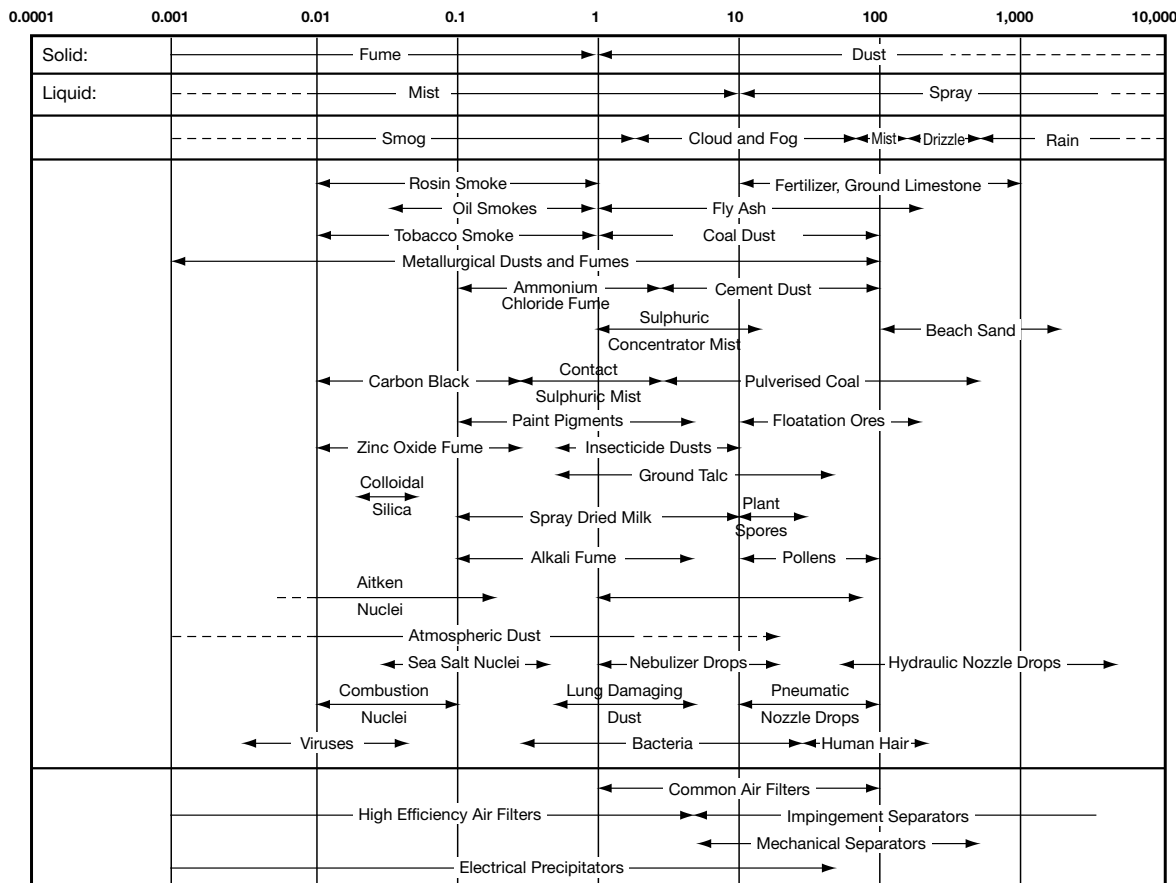 0.0001 0.001 0.01 0.1 1 10 100 1,000 10,000
Solid: Fume Dust
Liquid: Mist Spray
Smog Cloud and Fog Mist Drizzle Rain
Rosin Smoke Fertilizer, Ground Limestone
Oil Smokes Fly Ash
Tobacco Smoke Coal Dust
Metallurgical Dusts and Fumes
Ammonium
Chloride Fume
Cement Dust
Sulphuric
Concentrator Mist
Beach Sand
Carbon Black
Contact
Sulphuric Mist
Pulverised Coal
Paint Pigments Floatation Ores
Zinc Oxide Fume Insecticide Dusts
Ground Talc
Colloidal
Silica
Spray Dried Milk
Plant
Spores
Alkali Fume Pollens
Aitken
Nuclei
Atmospheric Dust
Sea Salt Nuclei Nebulizer Drops Hydraulic Nozzle Drops
Combustion
Nuclei
Lung Damaging
Dust
Pneumatic
Nozzle Drops
Viruses Bacteria Human Hair
Common Air Filters
High Efficiency Air Filters Impingement Separators
Mechanical Separators
Electrical Precipitators